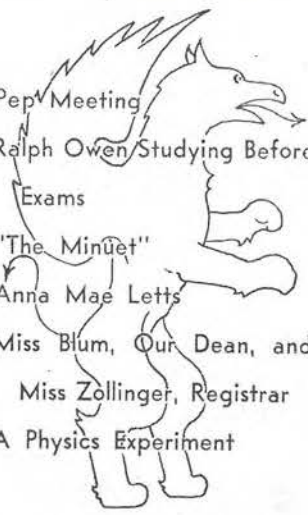 Pep Meeting
Ralph Owen Studying Before
Exams
"The Minuet"
Anna Mae Letts
Miss Blum, Our Dean, and
Miss Zollinger, Registrar
A Physics Experiment